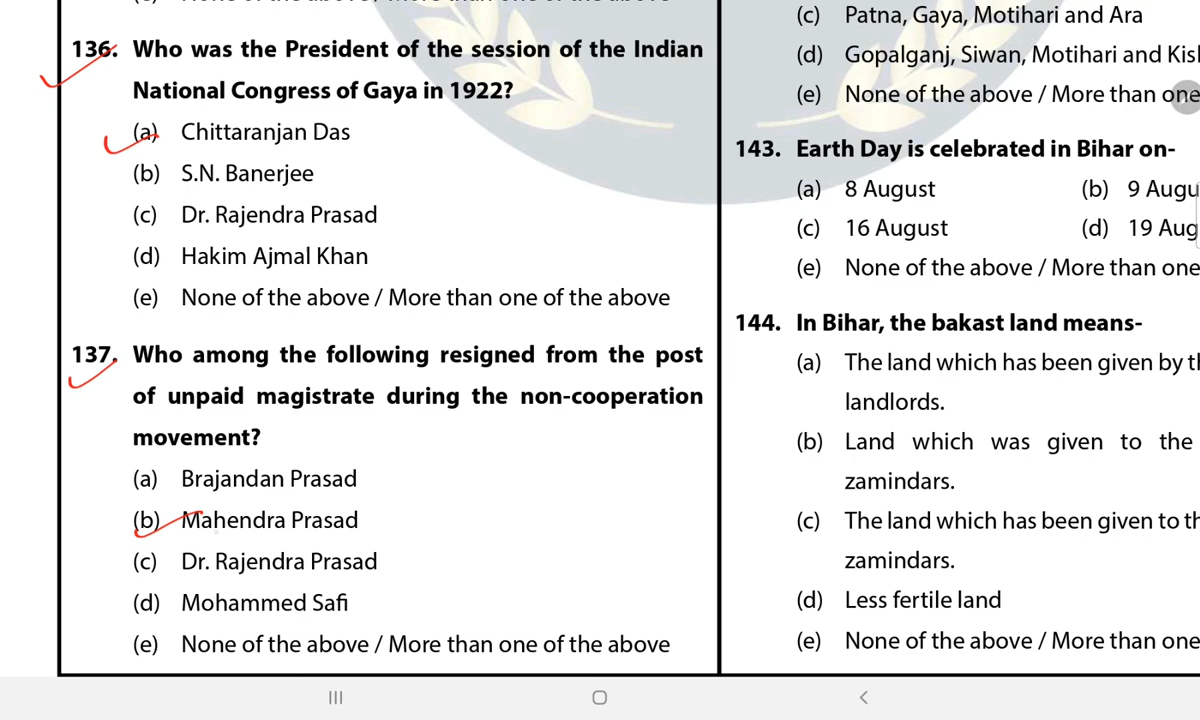 136. Who was the President of the session of the Indian
National Congress of Gaya in 1922?
(a) Chittaranjan Das
(b) S.N. Banerjee
(c) Dr. Rajendra Prasad
(d) Hakim Ajmal Khan
(e) None of the above / More than one of the above
137. Who among the following resigned from the post
of unpaid magistrate during the non-cooperation
movement?
(a) Brajandan Prasad
(b) Mahendra Prasad
(c) Dr. Rajendra Prasad
(d) Mohammed Safi
(e) None of the above / More than one of the above
(c) Patna, Gaya, Motihari and Ara
(d) Gopalganj, Siwan, Motihari and
(e) None of the above / More than one
143. Earth Day is celebrated in Bihar on-
(a) 8 August (b) 9
(c) 16 August (d) 19
(e) None of the above / More than one
144. In Bihar, the bakast land means-
(a) The land which has been given by
landlords.
(b) Land which was given to the
zamindars.
(c) The land which has been given to
zamindars.
(d) Less fertile land
(e) None of the above / More than one